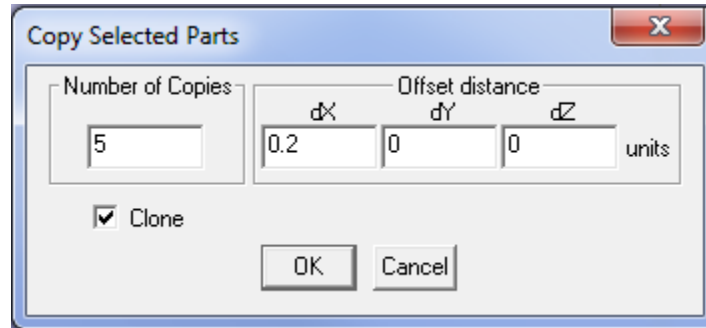 Copy Selected Parts
Number of Copies
Offset distance
dX dY dZ
5
0.2 0 0 units
Clone
OK Cancel